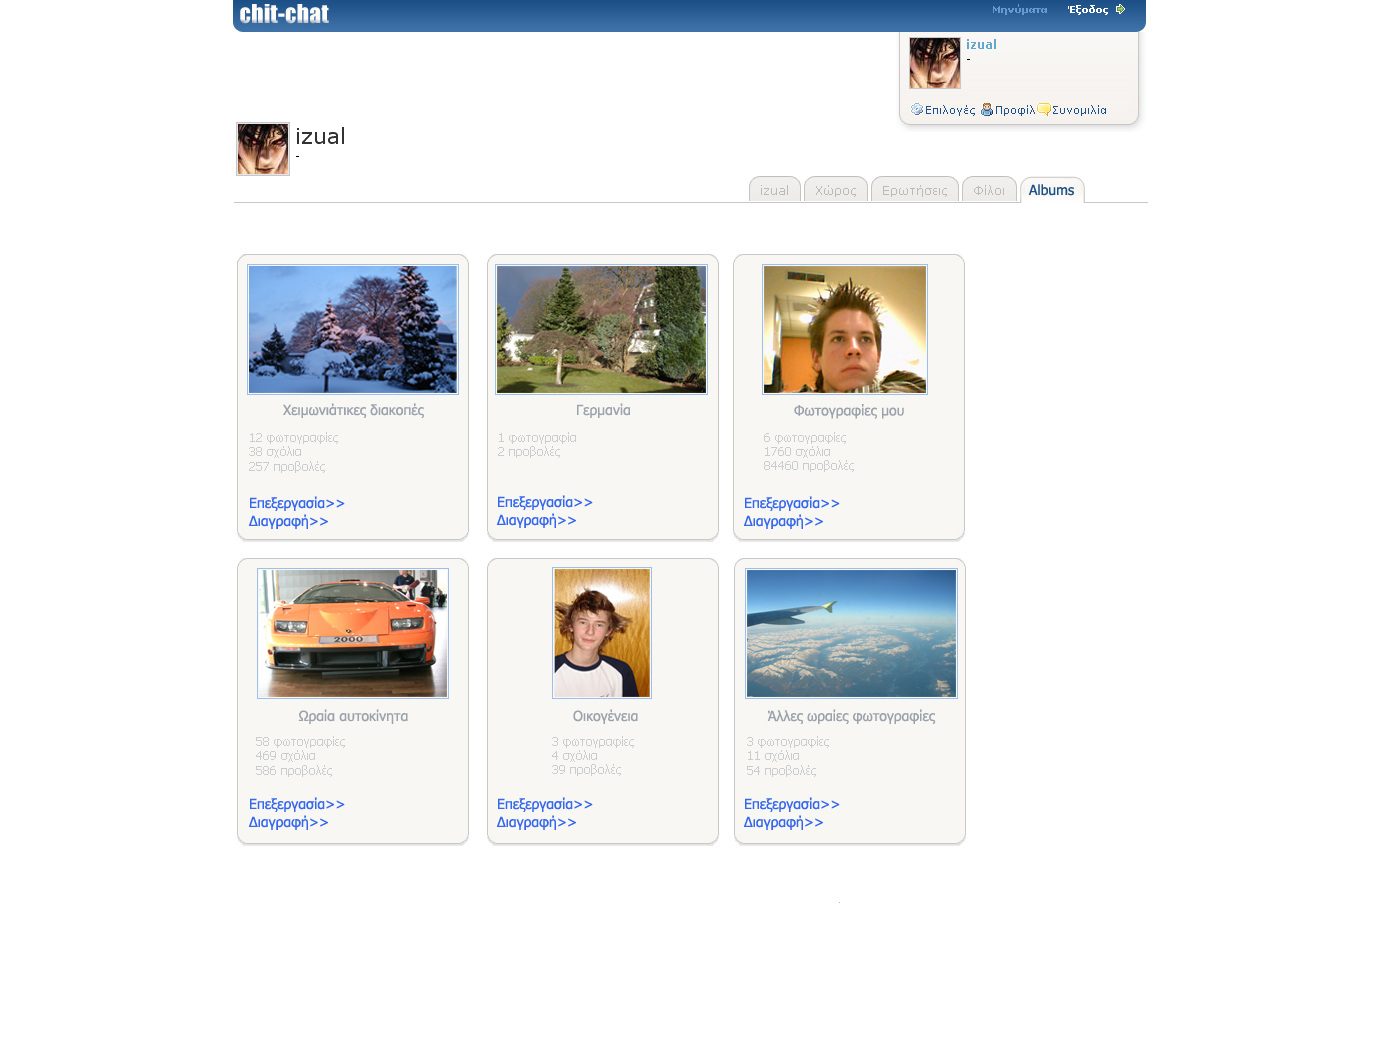 chit-chat
Μηνύματα Έξοδος
izual
-
Επιλογές Προφίλ Συνομιλία
izual
-
izual Χώρος Ερωτήσεις Φίλοι Albums
Χειμωνιάτικες διακοπές
12 φωτογραφίες
38 σχόλια
257 προβολές
Επεξεργασία>>
Διαγραφή>>
Γερμανία
1 φωτογραφία
2 προβολές
Επεξεργασία>>
Διαγραφή>>
Φωτογραφίες μου
6 φωτογραφίες
1760 σχόλια
84460 προβολές
Επεξεργασία>>
Διαγραφή>>
2000
Ωραία αυτοκίνητα
58 φωτογραφίες
469 σχόλια
586 προβολές
Επεξεργασία>>
Διαγραφή>>
Οικογένεια
3 φωτογραφίες
4 σχόλια
39 προβολές
Επεξεργασία>>
Διαγραφή>>
Άλλες ωραίες φωτογραφίες
3 φωτογραφίες
11 σχόλια
54 προβολές
Επεξεργασία>>
Διαγραφή>>